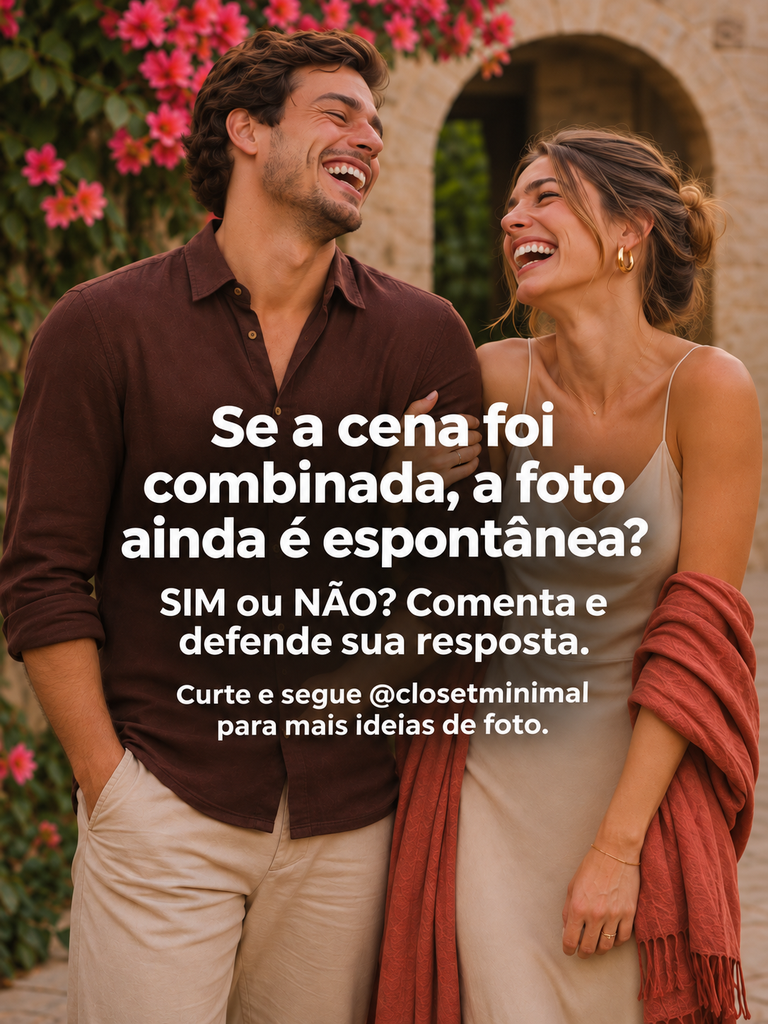 Se a cena foi
combinada, a foto
ainda é espontânea?
SIM ou NÃO? Comenta e
defende sua resposta.
Curte e segue @closetminimal
para mais ideias de foto.